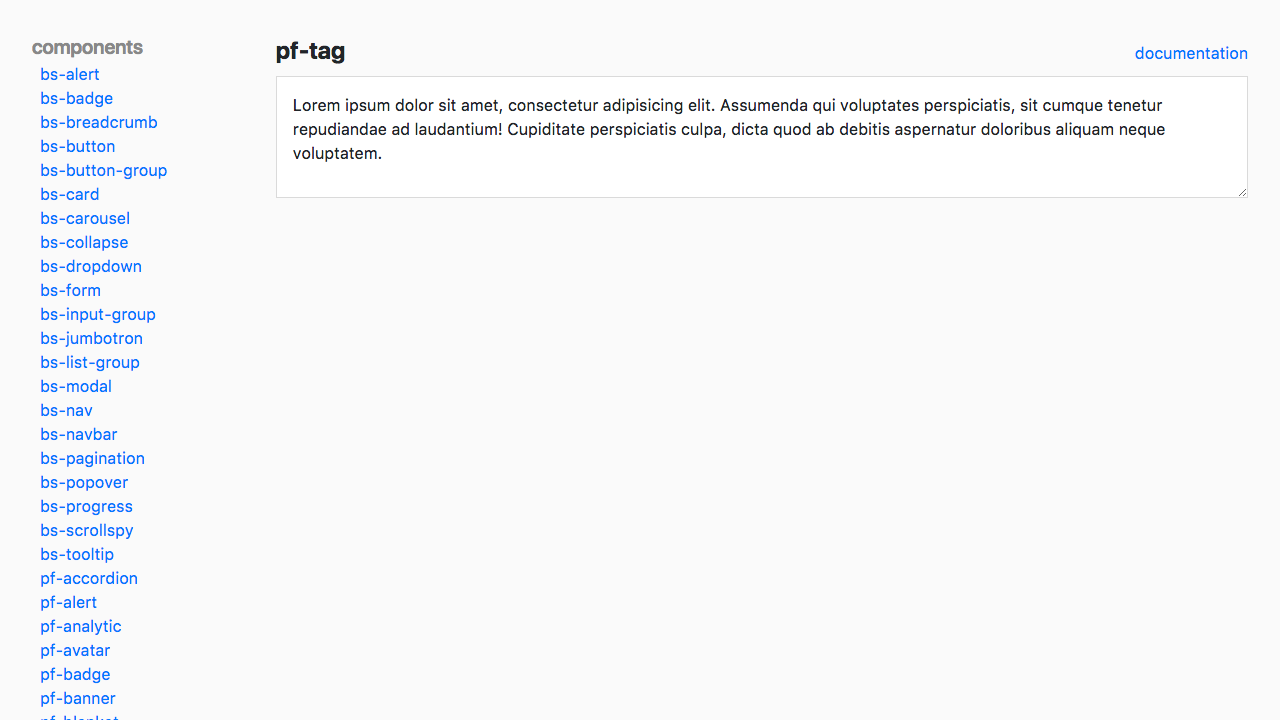 components
bs-alert
bs-badge
bs-breadcrumb
bs-button
bs-button-group
bs-card
bs-carousel
bs-collapse
bs-dropdown
bs-form
bs-input-group
bs-jumbotron
bs-list-group
bs-modal
bs-nav
bs-navbar
bs-pagination
bs-popover
bs-progress
bs-scrollspy
bs-tooltip
pf-accordion
pf-alert
pf-analytic
pf-avatar
pf-badge
pf-banner
pf-blanket
pf-tag
documentation
Lorem ipsum dolor sit amet, consectetur adipisicing elit. Assumenda qui voluptates perspiciatis, sit cumque tenetur
repudiandae ad laudantium! Cupiditate perspiciatis culpa, dicta quod ab debitis aspernatur doloribus aliquam neque
voluptatem.